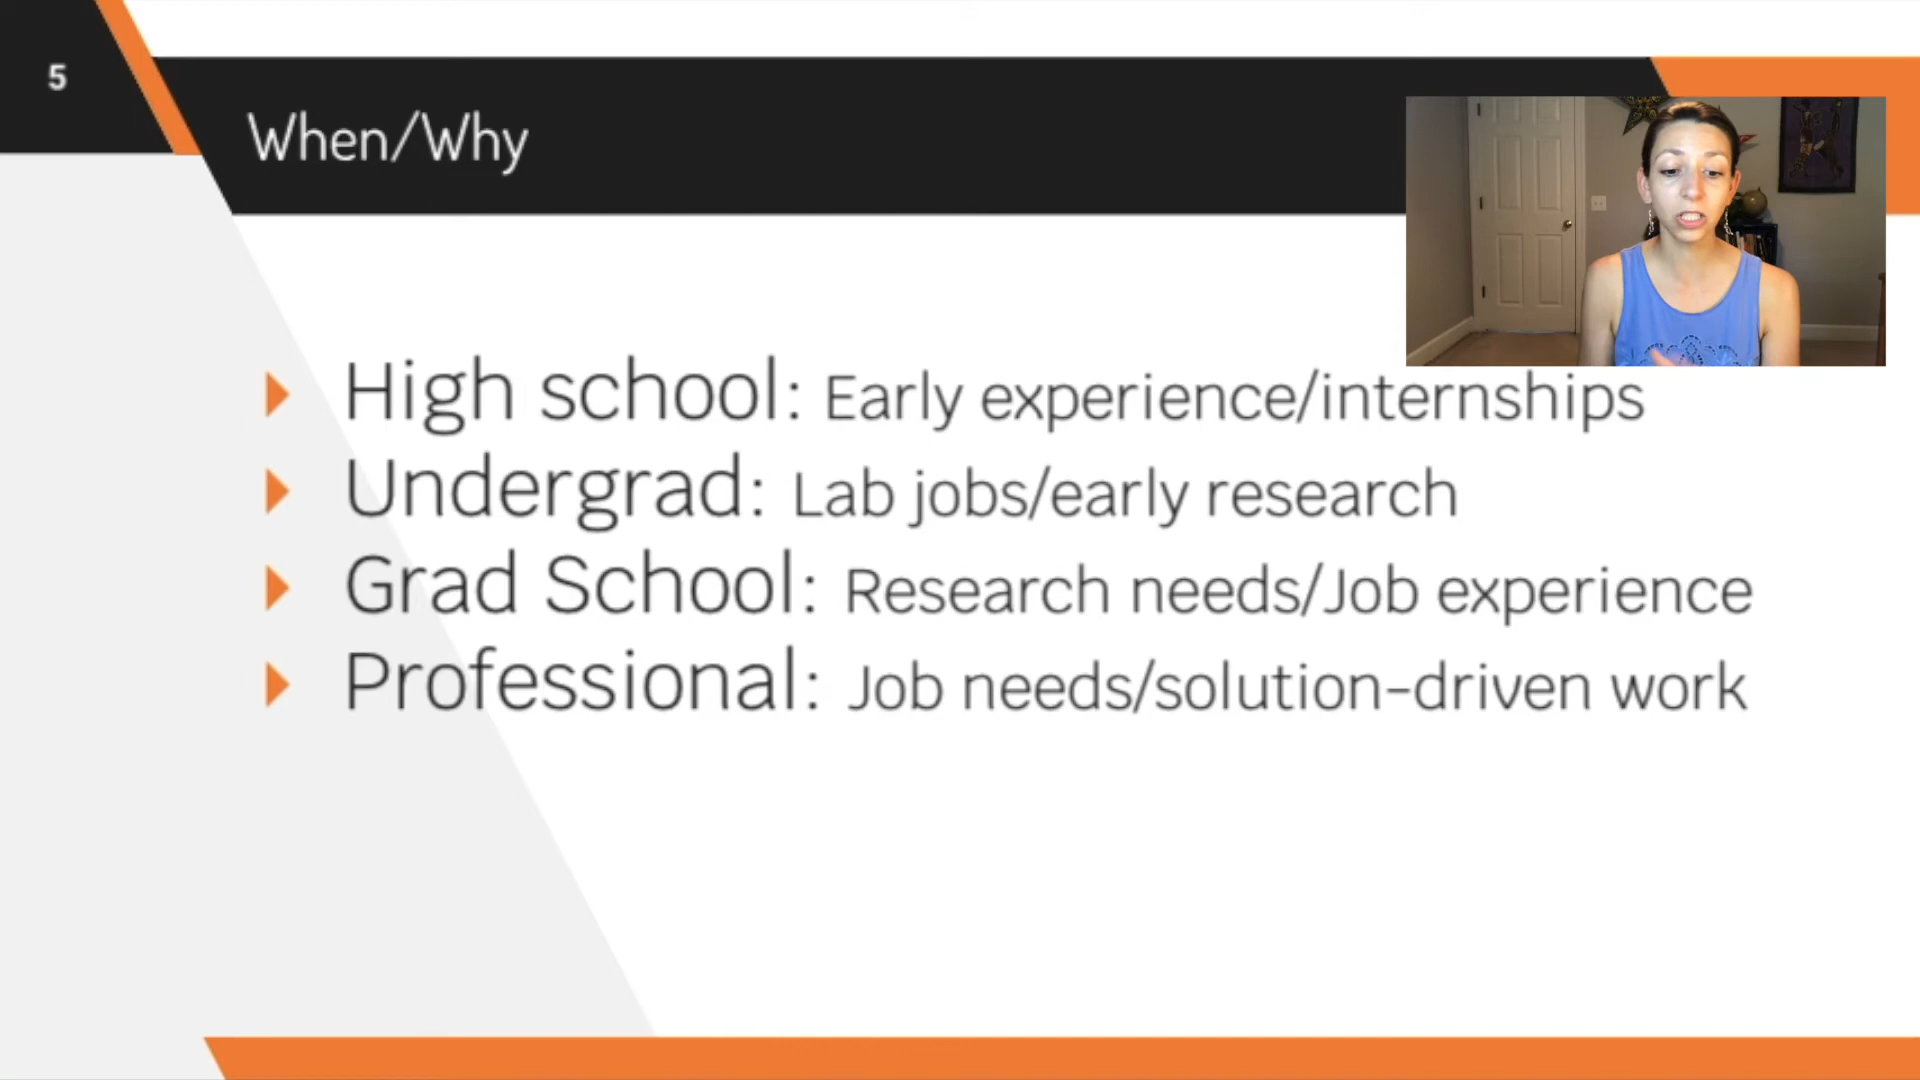 5
When/Why
High school: Early experience/internships
Undergrad: Lab jobs/early research
Grad School: Research needs/Job experience
Professional: Job needs/solution-driven work